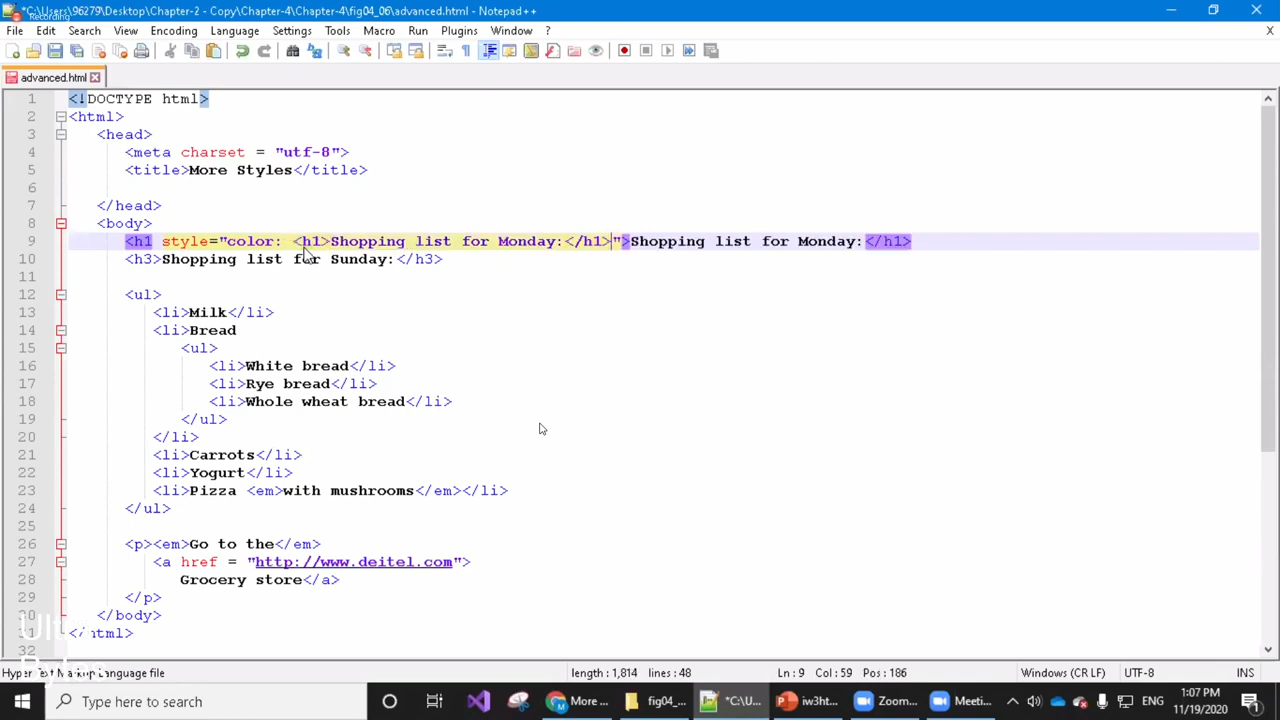 *C:\Users\96279\Desktop\Chapter-2 - Copy\Chapter-4\Chapter-4\fig04_06\advanced.html - Notepad++
Recording
File Edit Search View Encoding Language Settings Tools Macro Run Plugins Window ? X
advanced.html
1 <!DOCTYPE html>
2 <html>
3 <head>
4 <meta charset = "utf-8">
5 <title>More Styles</title>
6
7 </head>
8 <body>
9 <h1 style="color: <h1>Shopping list for Monday:</h1>">Shopping list for Monday:</h1>
10 <h3>Shopping list for Sunday:</h3>
11
12 <ul>
13 <li>Milk</li>
14 <li>Bread
15 <ul>
16 <li>White bread</li>
17 <li>Rye bread</li>
18 <li>Whole wheat bread</li>
19 </ul>
20 </li>
21 <li>Carrots</li>
22 <li>Yogurt</li>
23 <li>Pizza <em>with mushrooms</em></li>
24 </ul>
25
26 <p><em>Go to the</em>
27 <a href = "http://www.deitel.com">
28 Grocery store</a>
29 </p>
30 </body>
31 </html>
32
Hyper Text Markup Language file length : 1,814 lines : 48 Ln : 9 Col : 59 Pos : 186 Windows (CR LF) UTF-8 INS
Type here to search More ... fig04_... *C:\U... iw3ht... Zoom... Meeti... ENG 1:07 PM
11/19/2020 1